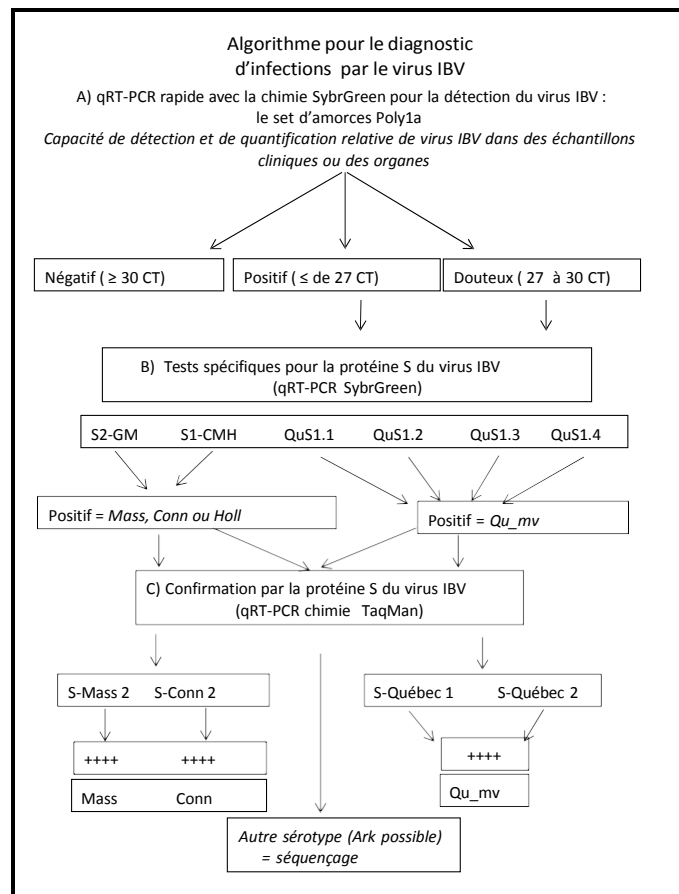 Algorithme pour le diagnostic
d'infections par le virus IBV
A) qRT-PCR rapide avec la chimie SybrGreen pour la détection du virus IBV :
le set d'amorces Poly1a
Capacité de détection et de quantification relative de virus IBV dans des échantillons
cliniques ou des organes
Négatif ( ≥ 30 CT)
Positif ( ≤ de 27 CT)
Douteux ( 27 à 30 CT)
B) Tests spécifiques pour la protéine S du virus IBV
(qRT-PCR SybrGreen)
S2-GM S1-CMH QuS1.1 QuS1.2 QuS1.3 QuS1.4
Positif = Mass, Conn ou Holl
Positif = Qu_mv
C) Confirmation par la protéine S du virus IBV
(qRT-PCR chimie TaqMan)
S-Mass 2 S-Conn 2
S-Québec 1 S-Québec 2
++++ ++++
++++
Mass Conn
Qu_mv
Autre sérotype (Ark possible)
= séquençage